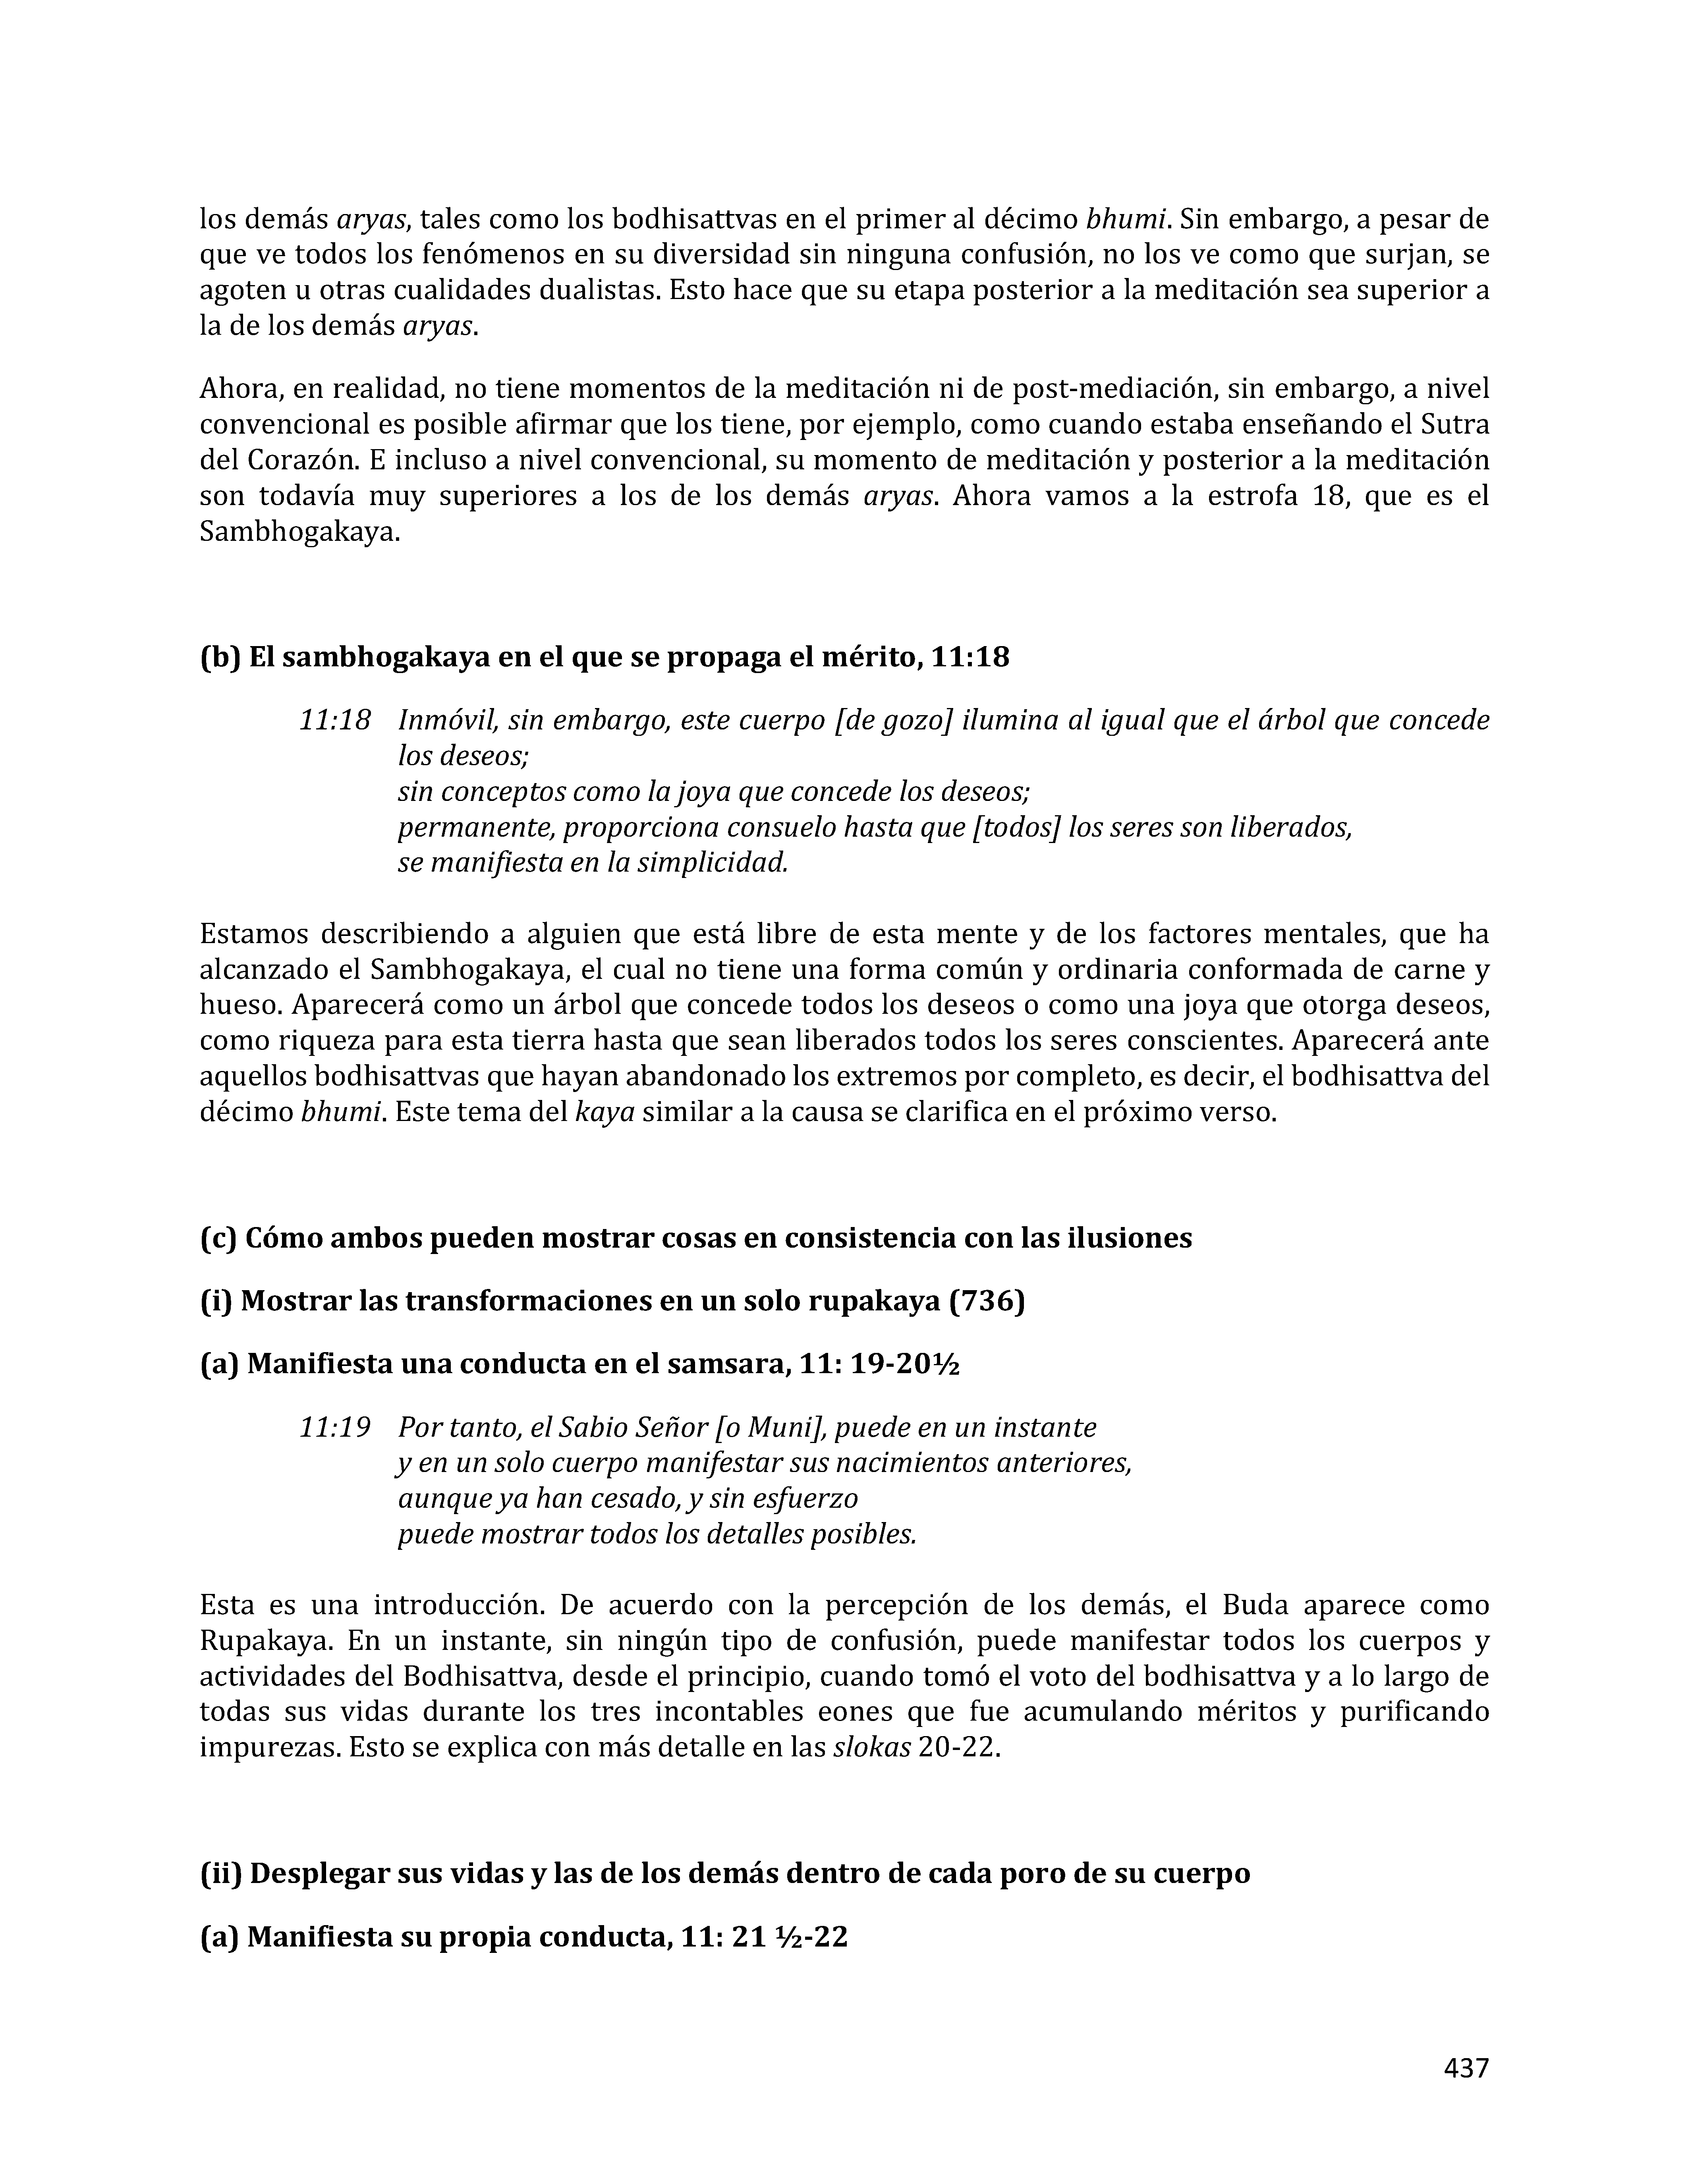 los demás aryas, tales como los bodhisattvas en el primer al décimo bhumi. Sin embargo, a pesar de
que ve todos los fenómenos en su diversidad sin ninguna confusión, no los ve como que surjan, se
agoten u otras cualidades dualistas. Esto hace que su etapa posterior a la meditación sea superior a
la de los demás aryas.
Ahora, en realidad, no tiene momentos de la meditación ni de post-mediación, sin embargo, a nivel
convencional es posible afirmar que los tiene, por ejemplo, como cuando estaba enseñando el Sutra
del Corazón. E incluso a nivel convencional, su momento de meditación y posterior a la meditación
son todavía muy superiores a los de los demás aryas. Ahora vamos a la estrofa 18, que es el
Sambhogakaya.
(b) El sambhogakaya en el que se propaga el mérito, 11:18
11:18 Inmóvil, sin embargo, este cuerpo [de gozo] ilumina al igual que el árbol que concede
los deseos;
sin conceptos como la joya que concede los deseos;
permanente, proporciona consuelo hasta que [todos] los seres son liberados,
se manifiesta en la simplicidad.
Estamos describiendo a alguien que está libre de esta mente y de los factores mentales, que ha
alcanzado el Sambhogakaya, el cual no tiene una forma común y ordinaria conformada de carne y
hueso. Aparecerá como un árbol que concede todos los deseos o como una joya que otorga deseos,
como riqueza para esta tierra hasta que sean liberados todos los seres conscientes. Aparecerá ante
aquellos bodhisattvas que hayan abandonado los extremos por completo, es decir, el bodhisattva del
décimo bhumi. Este tema del kaya similar a la causa se clarifica en el próximo verso.
(c) Cómo ambos pueden mostrar cosas en consistencia con las ilusiones
(i) Mostrar las transformaciones en un solo rupakaya (736)
(a) Manifiesta una conducta en el samsara, 11: 19-20½
11:19 Por tanto, el Sabio Señor [o Muni], puede en un instante
y en un solo cuerpo manifestar sus nacimientos anteriores,
aunque ya han cesado, y sin esfuerzo
puede mostrar todos los detalles posibles.
Esta es una introducción. De acuerdo con la percepción de los demás, el Buda aparece como
Rupakaya. En un instante, sin ningún tipo de confusión, puede manifestar todos los cuerpos y
actividades del Bodhisattva, desde el principio, cuando tomó el voto del bodhisattva y a lo largo de
todas sus vidas durante los tres incontables eones que fue acumulando méritos y purificando
impurezas. Esto se explica con más detalle en las slokas 20-22.
(ii) Desplegar sus vidas y las de los demás dentro de cada poro de su cuerpo
(a) Manifiesta su propia conducta, 11: 21 ½-22
437